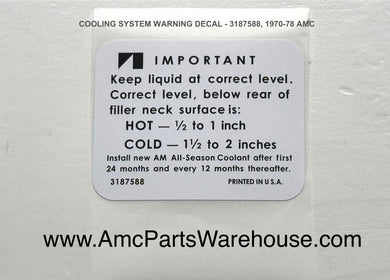 COOLING SYSTEM WARNING DECAL - 3187588, 1970-78 AMC
IMPORTANT
Keep liquid at correct level.
Correct level, below rear of
filler neck surface is:
HOT — ½ to 1 inch
COLD — 1½ to 2 inches
Install new AM All-Season Coolant after first
24 months and every 12 months thereafter.
3187588 PRINTED IN U.S.A.
www.AmcPartsWarehouse.com